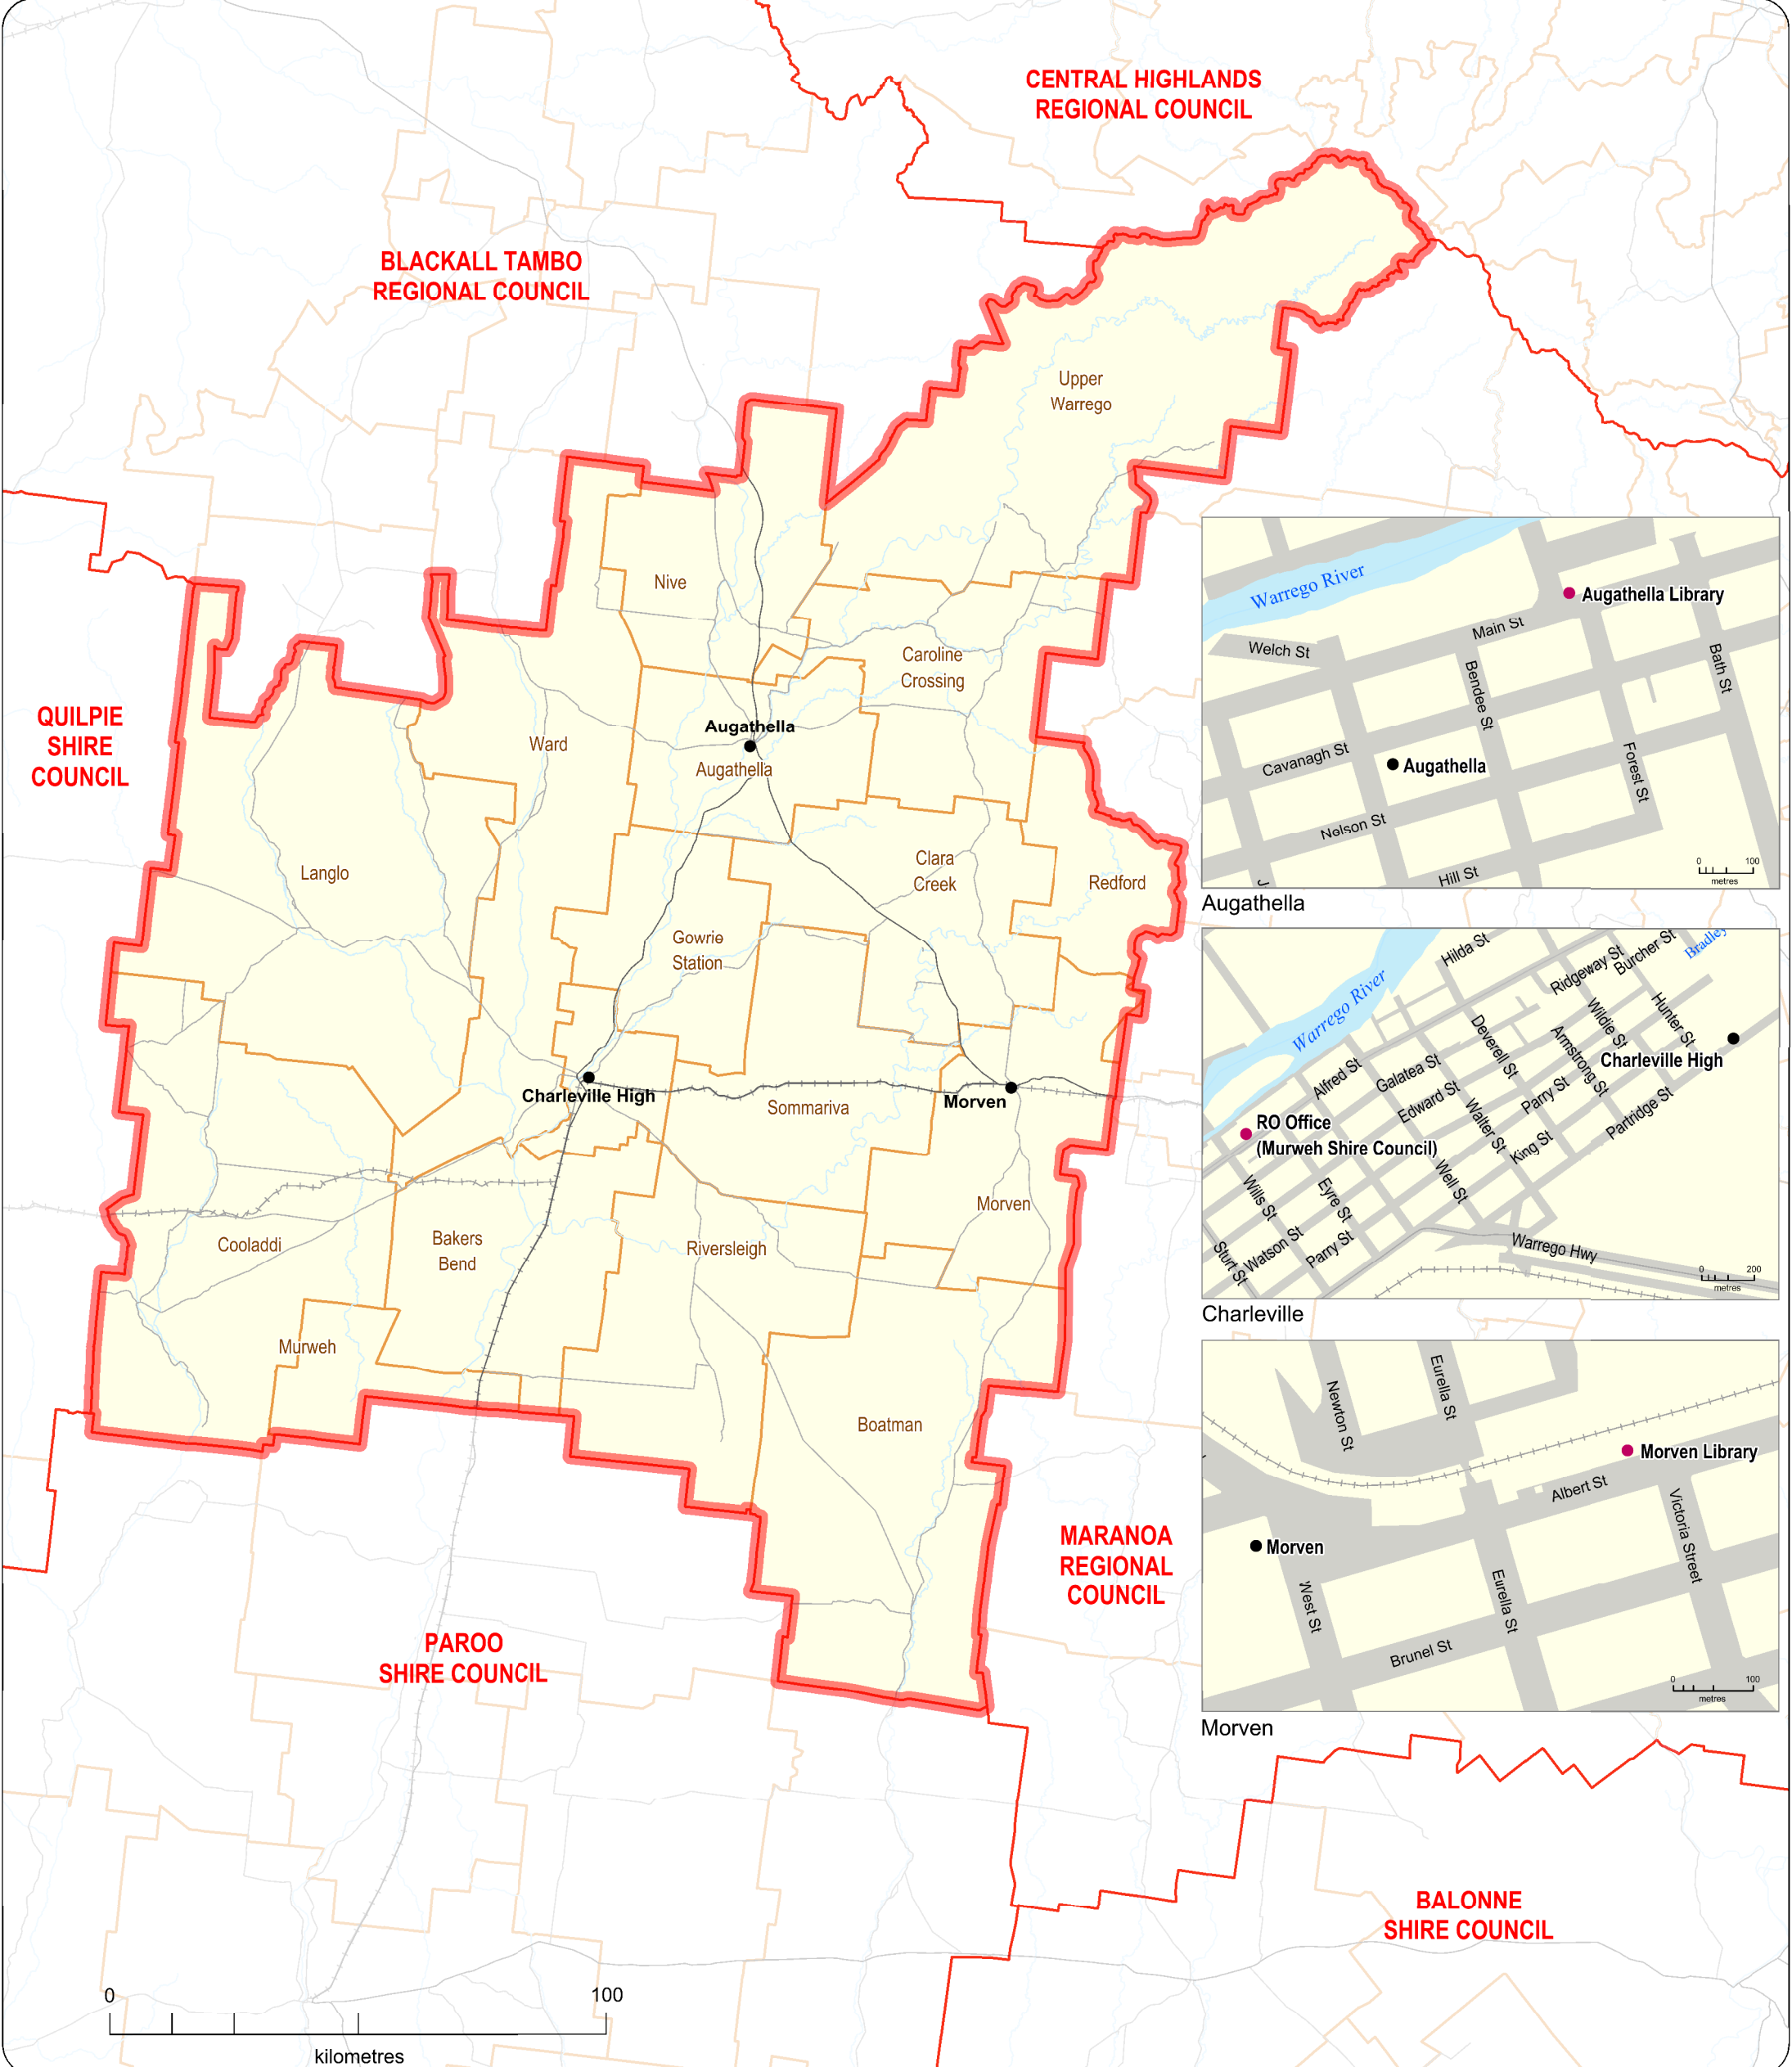 CENTRAL HIGHLANDS
REGIONAL COUNCIL
BLACKALL TAMBO
REGIONAL COUNCIL
QUILPIE
SHIRE
COUNCIL
MARANOA
REGIONAL
COUNCIL
PAROO
SHIRE COUNCIL
BALONNE
SHIRE COUNCIL
Upper
Warrego
Nive
Caroline
Crossing
Ward
Augathella
Augathella
Langlo
Clara
Creek
Redford
Gowrie
Station
Charleville High
Sommariva
Morven
Morven
Cooladdi
Bakers
Bend
Riversleigh
Murweh
Boatman
0
100
kilometres
Warrego River
Augathella Library
Main St
Welch St
Bendee St
Bath St
Cavanagh St
Augathella
Forest St
Nelson St
Hill St
J
0
100
metres
Augathella
Hilda St
Ridgeway St
Burcher St
Bradley
Warrego River
Wildie St
Hunter St
Deverell St
Armstrong St
Charleville High
Alfred St
Galatea St
Edward St
Parry St
Partridge St
RO Office
(Murweh Shire Council)
Walter St
King St
Well St
Wills St
Eyre St
Sturt St
Watson St
Parry St
Warrego Hwy
0
200
metres
Charleville
Newton St
Eurella St
Morven Library
Albert St
Victoria Street
Morven
West St
Eurella St
Brunel St
0
100
metres
Morven